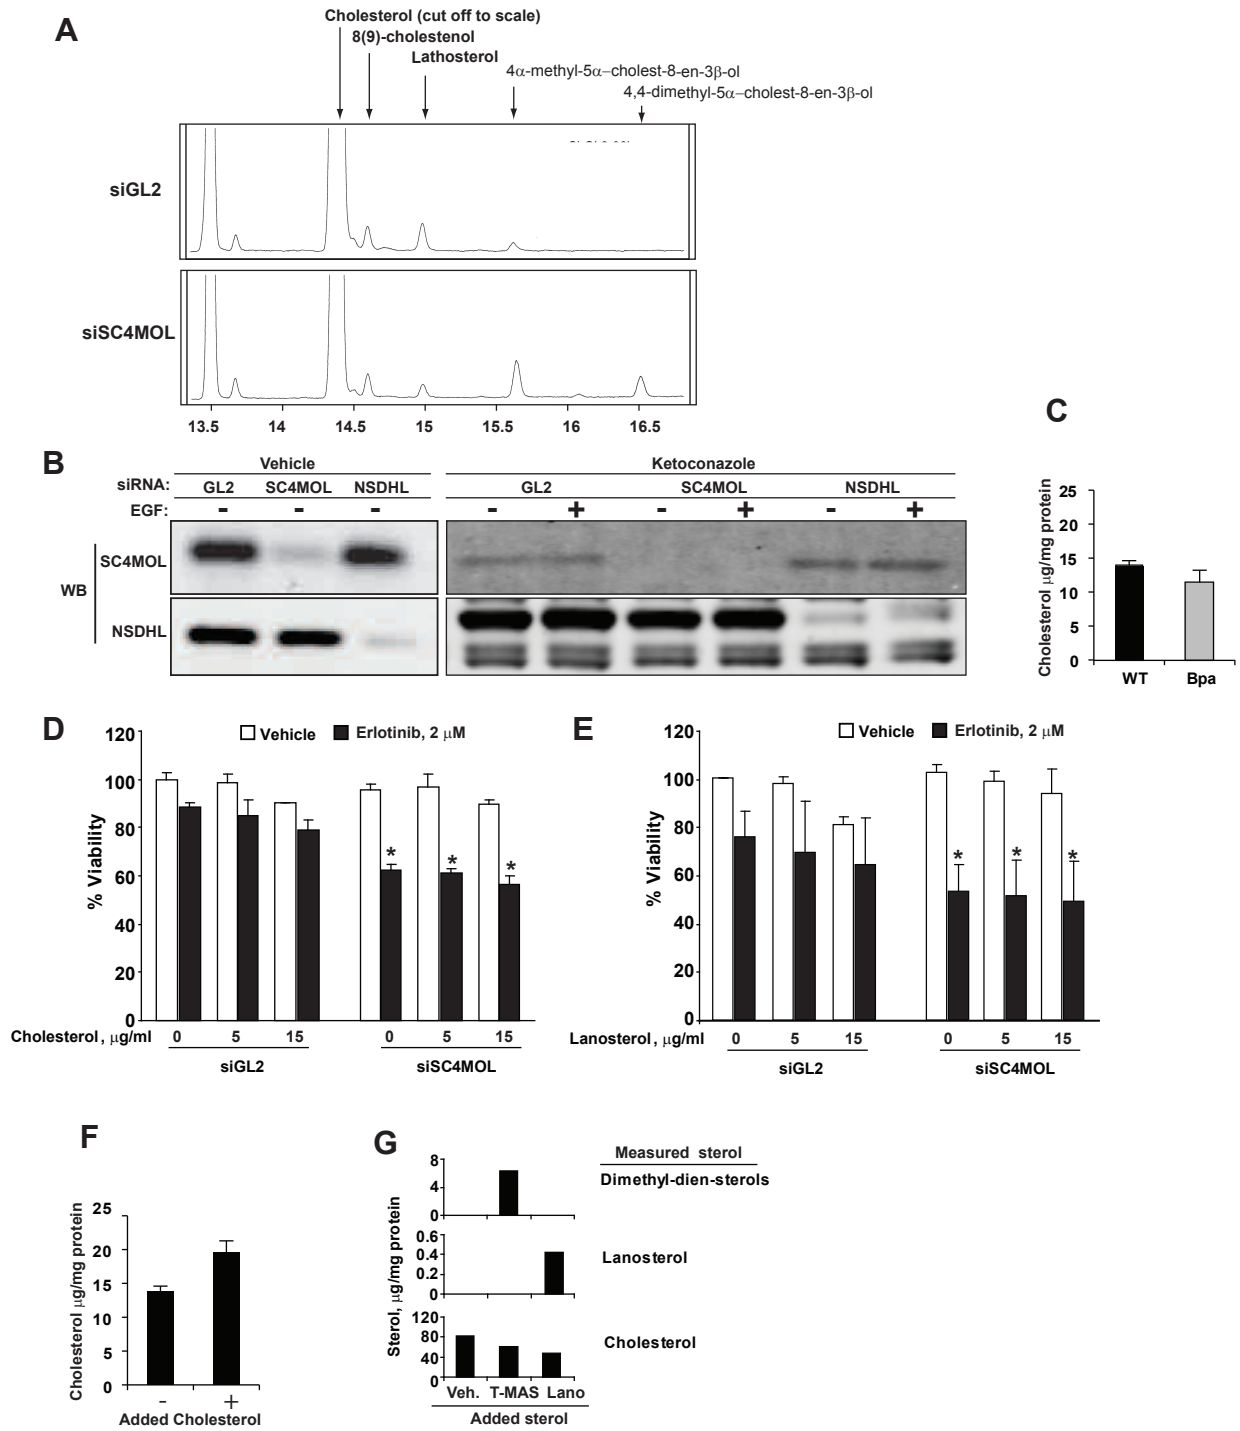 A
Cholesterol (cut off to scale)
8(9)-cholestenol
Lathosterol
4α-methyl-5α–cholest-8-en-3β-ol
4,4-dimethyl-5α–cholest-8-en-3β-ol
siGL2
siSC4MOL
13.5 14 14.5 15 15.5 16 16.5
B
Vehicle Ketoconazole
siRNA: GL2 SC4MOL NSDHL GL2 SC4MOL NSDHL
EGF: - - - - + - + - +
WB
SC4MOL
NSDHL
C
Cholesterol μg/mg protein
25
20
15
10
5
0
WT Bpa
D
Vehicle Erlotinib, 2 μM
% Viability
120
100
80
60
40
20
0
* * *
Cholesterol, μg/ml 0 5 15 0 5 15
siGL2 siSC4MOL
E
Vehicle Erlotinib, 2 μM
% Viability
120
100
80
60
40
20
0
* * *
Lanosterol, μg/ml 0 5 15 0 5 15
siGL2 siSC4MOL
F
Cholesterol μg/mg protein
25
20
15
10
5
0
- +
Added Cholesterol
G
Measured sterol
Sterol, μg/mg protein
8
4
0
Dimethyl-dien-sterols
0.6
0.4
0.2
0
Lanosterol
120
80
40
0
Cholesterol
Veh. T-MAS Lano
Added sterol